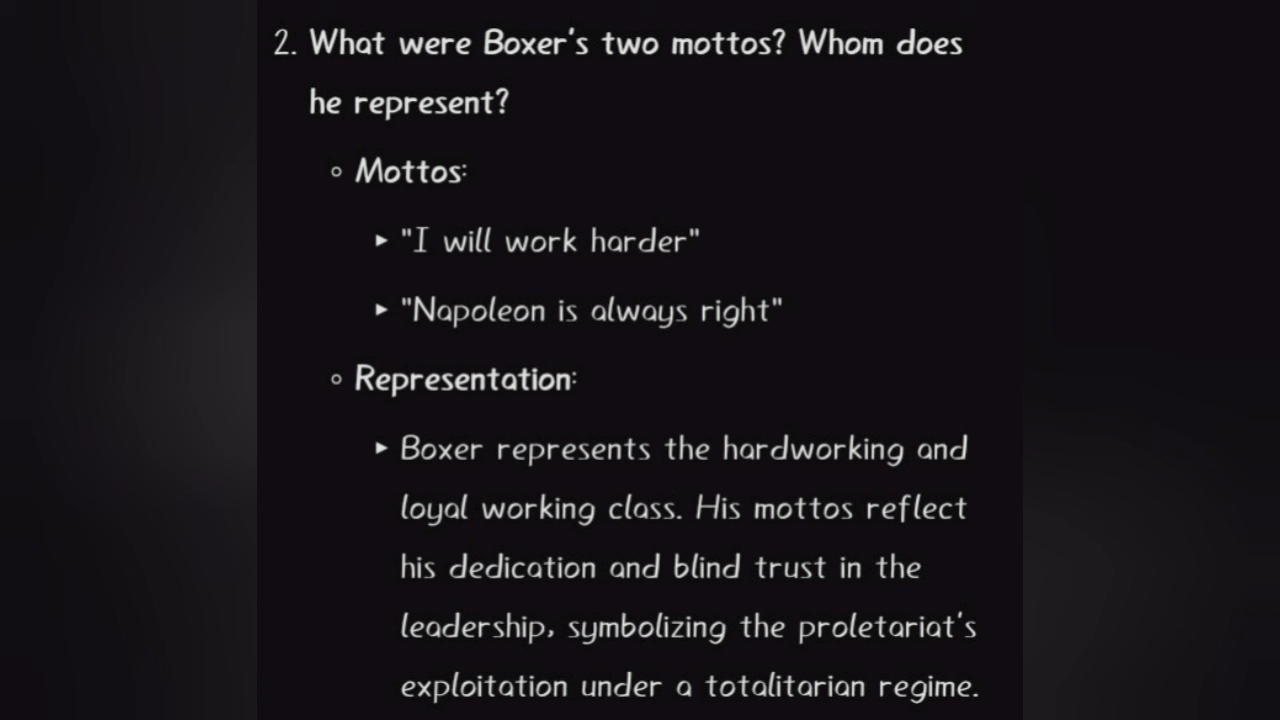 2. What were Boxer's two mottos? Whom does
he represent?
◦ Mottos:
▸ "I will work harder"
▸ "Napoleon is always right"
◦ Representation:
▸ Boxer represents the hardworking and
loyal working class. His mottos reflect
his dedication and blind trust in the
leadership, symbolizing the proletariat's
exploitation under a totalitarian regime.